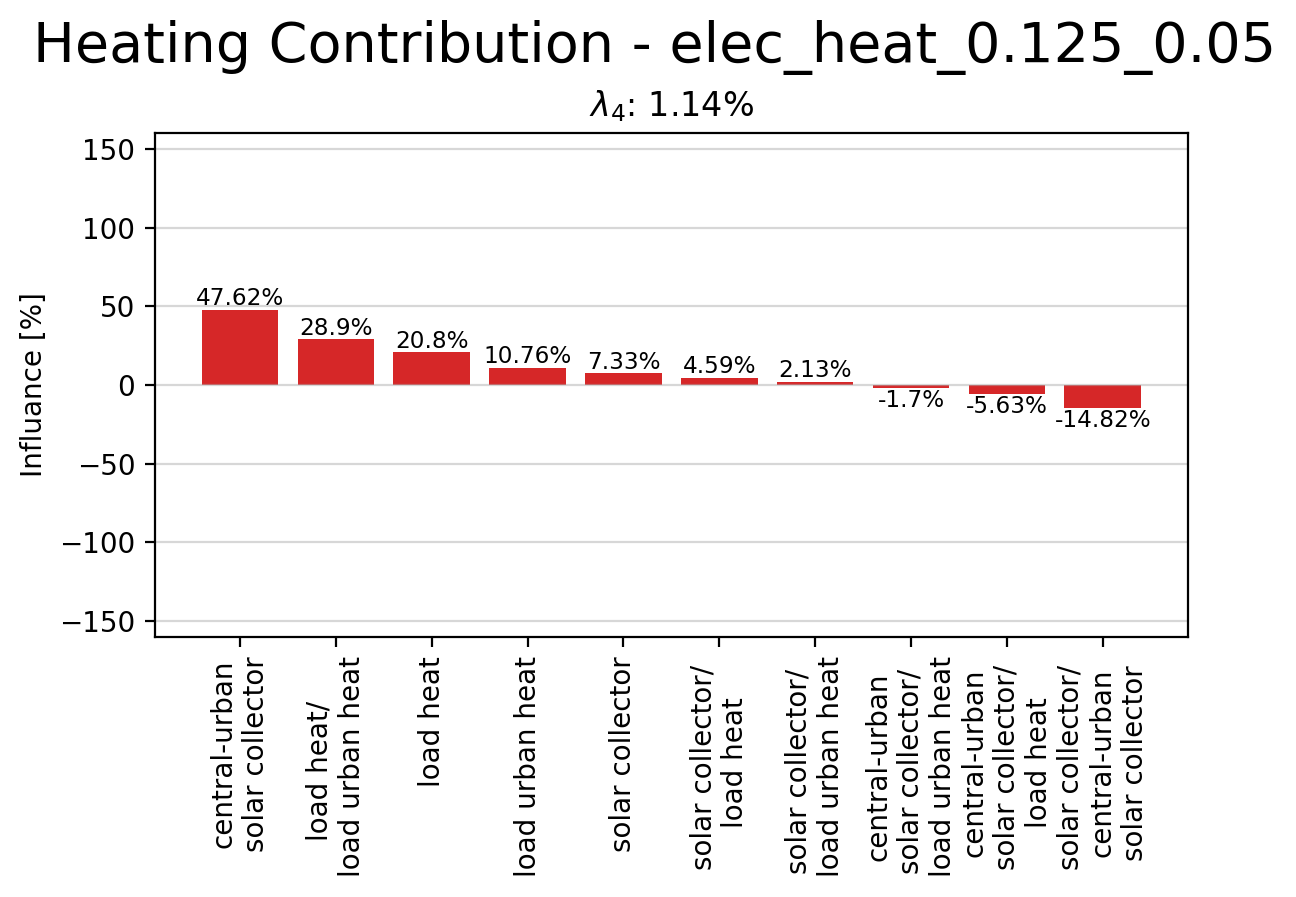 Heating Contribution - elec_heat_0.125_0.05
λ4: 1.14%
Influance [%]
150
100
50
0
−50
−100
−150
47.62%
28.9%
20.8%
10.76%
7.33%
4.59%
2.13%
-1.7%
-5.63%
-14.82%
central-urban
solar collector
load heat/
load urban heat
load heat
load urban heat
solar collector
solar collector/
load heat
solar collector/
load urban heat
central-urban
solar collector/
load urban heat
central-urban
solar collector/
load heat
solar collector/
central-urban
solar collector